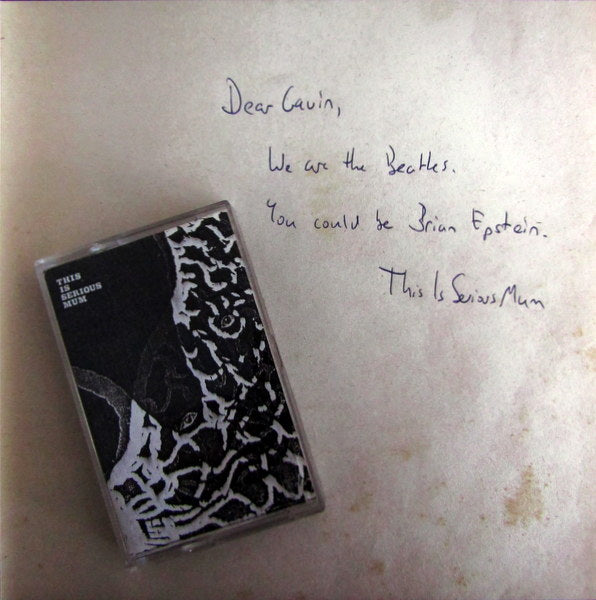 Dear Gavin,
We are the Beatles.
You could be Brian Epstein.
This Is Serious Mum
THIS
IS
SERIOUS
MUM